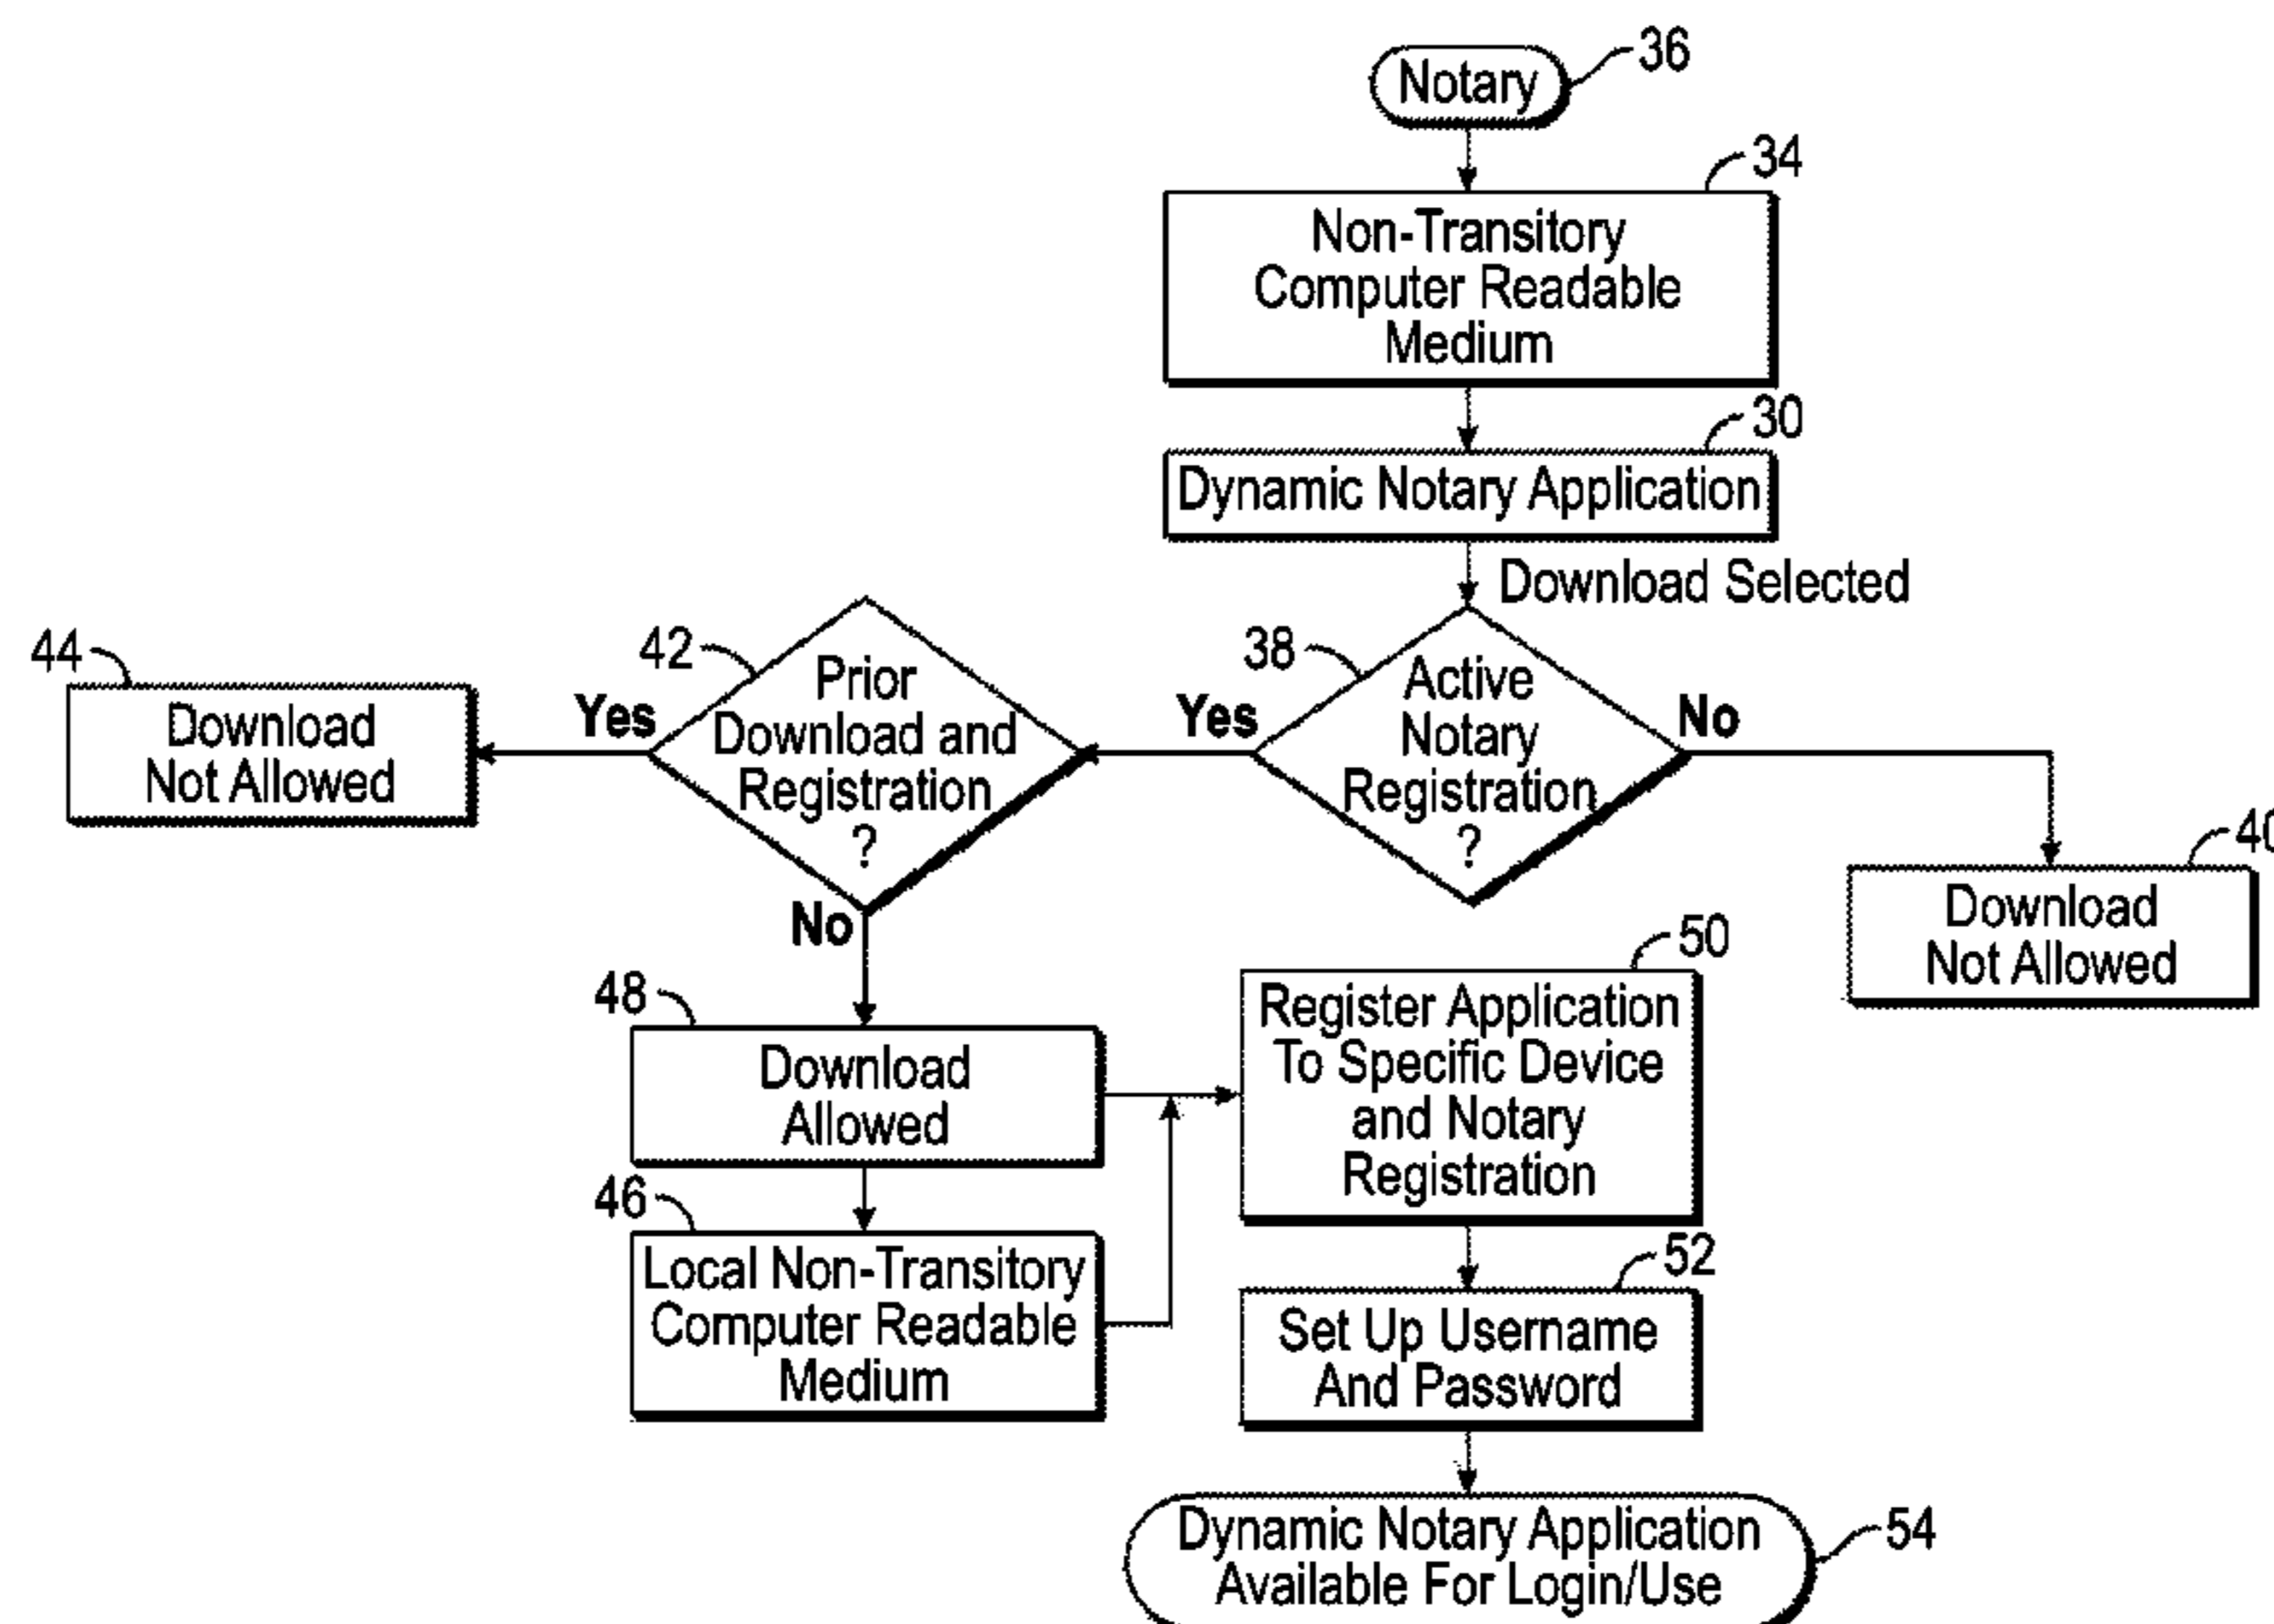 Notary
36
34
Non-Transitory
Computer Readable
Medium
30
Dynamic Notary Application
Download Selected
44
Download
Not Allowed
Yes
42
Prior
Download and
Registration
?
Yes
38
Active
Notary
Registration
?
No
40
Download
Not Allowed
No
48
Download
Allowed
50
Register Application
To Specific Device
and Notary
Registration
46
Local Non-Transitory
Computer Readable
Medium
52
Set Up Username
And Password
Dynamic Notary Application
Available For Login/Use
54